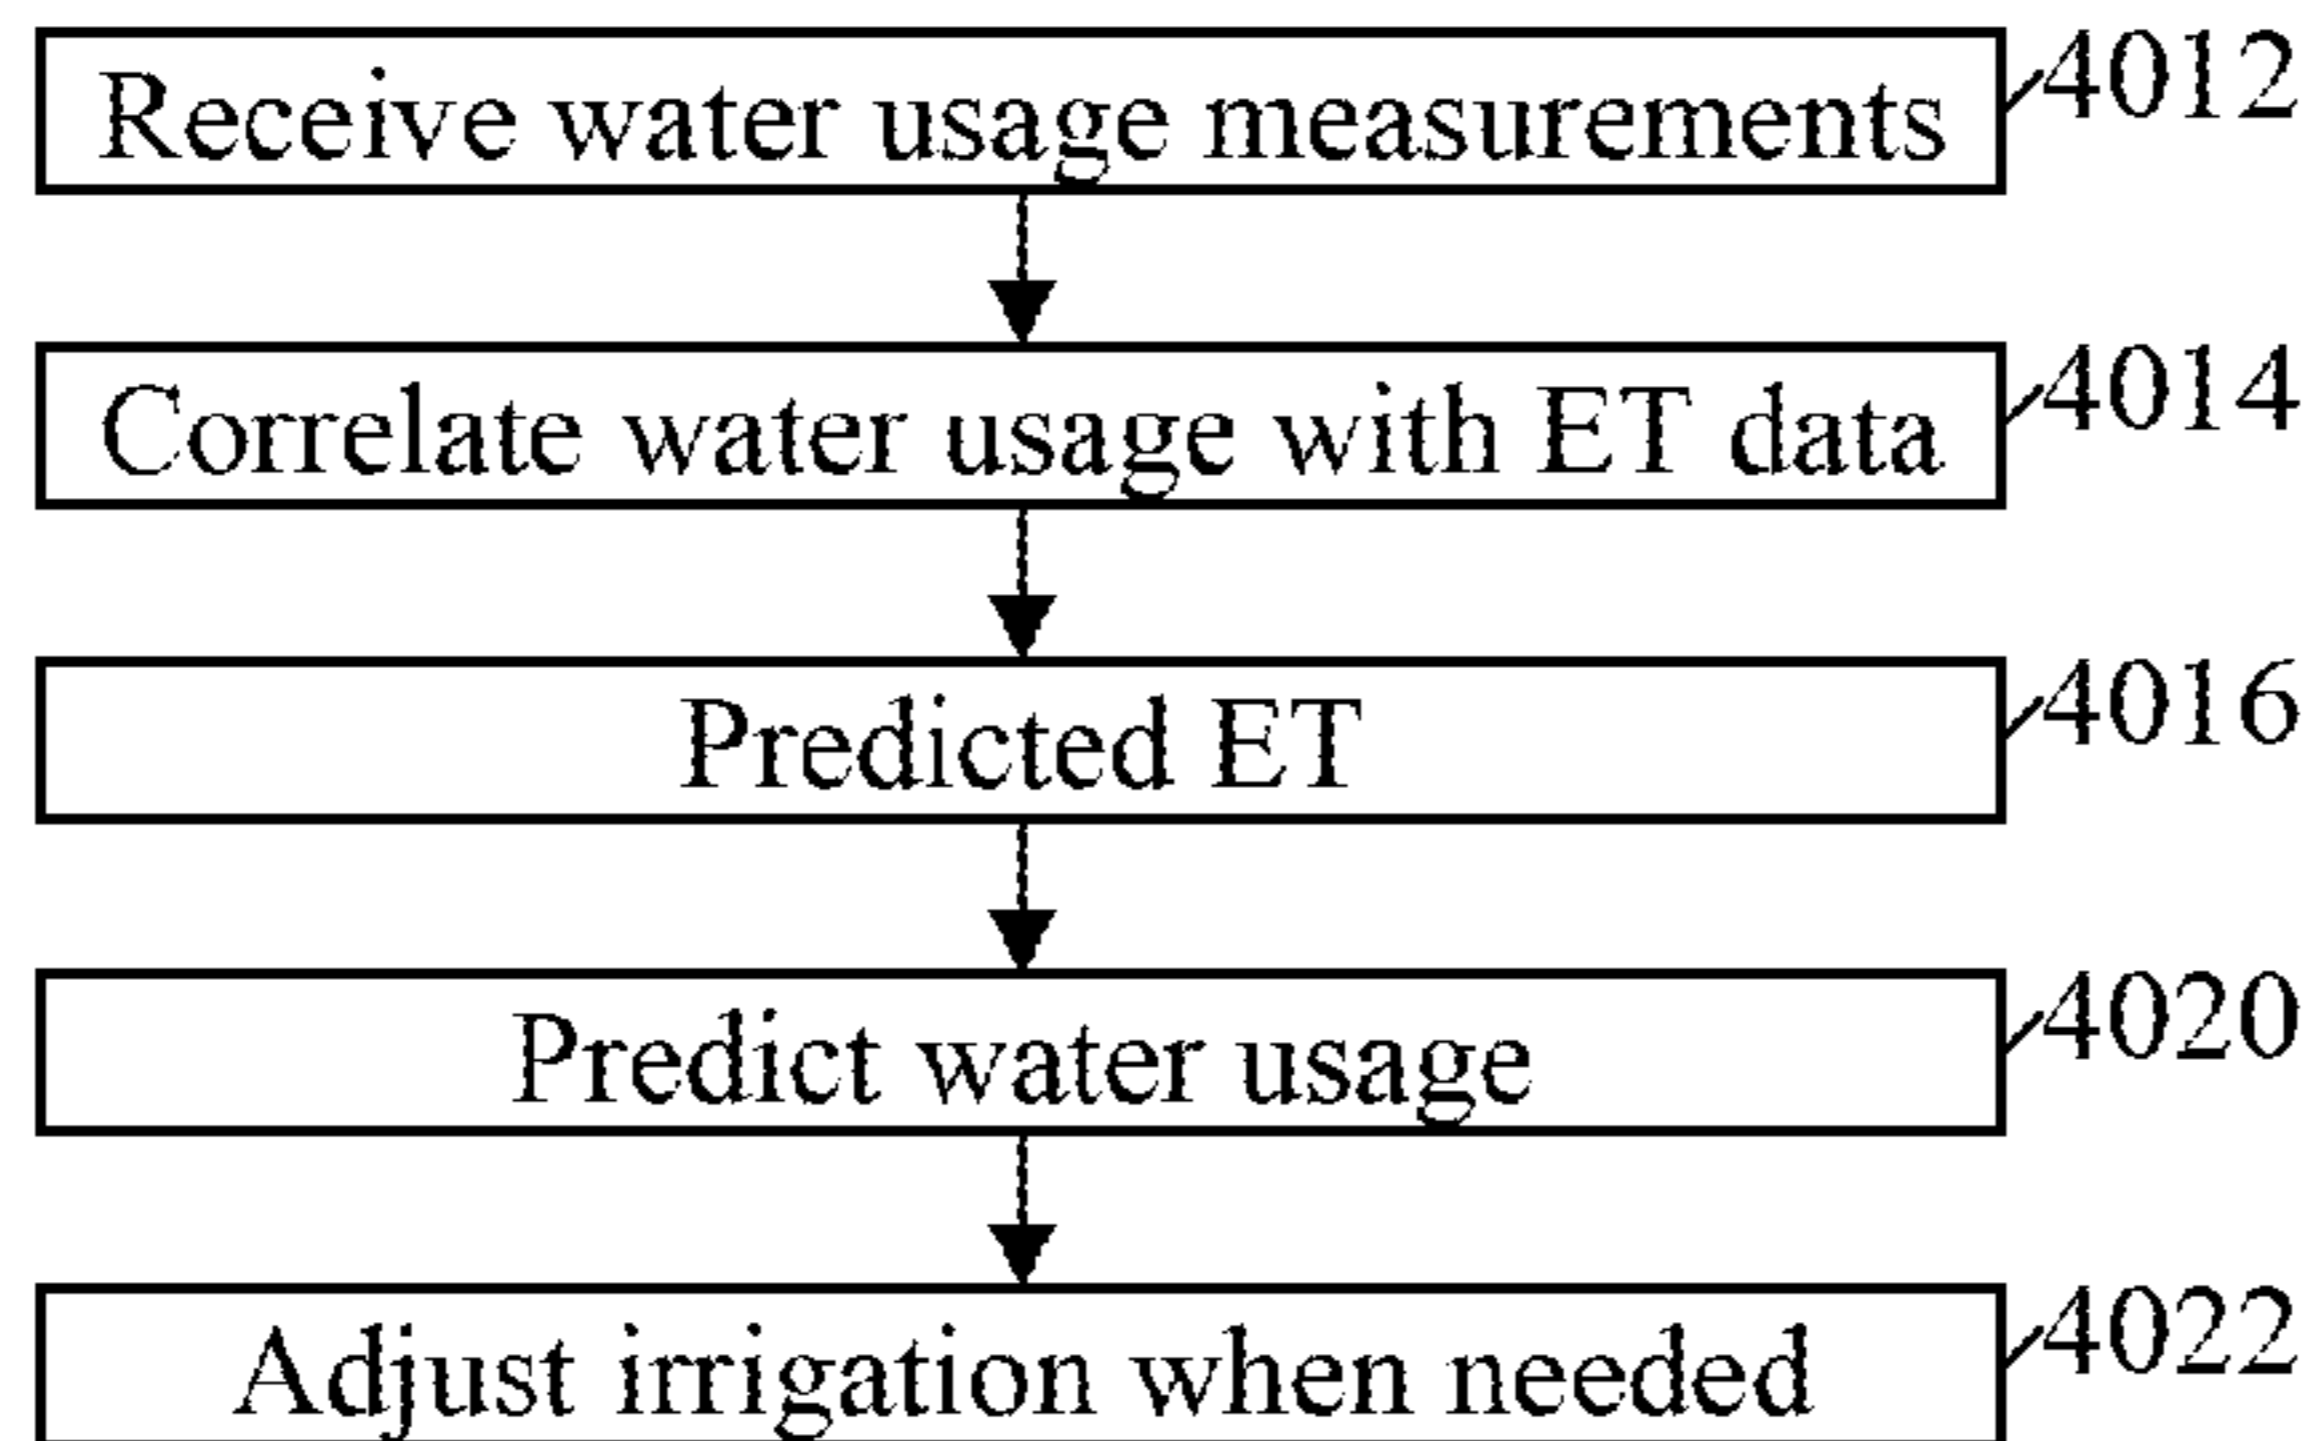 Receive water usage measurements 4012
Correlate water usage with ET data 4014
Predicted ET 4016
Predict water usage 4020
Adjust irrigation when needed 4022